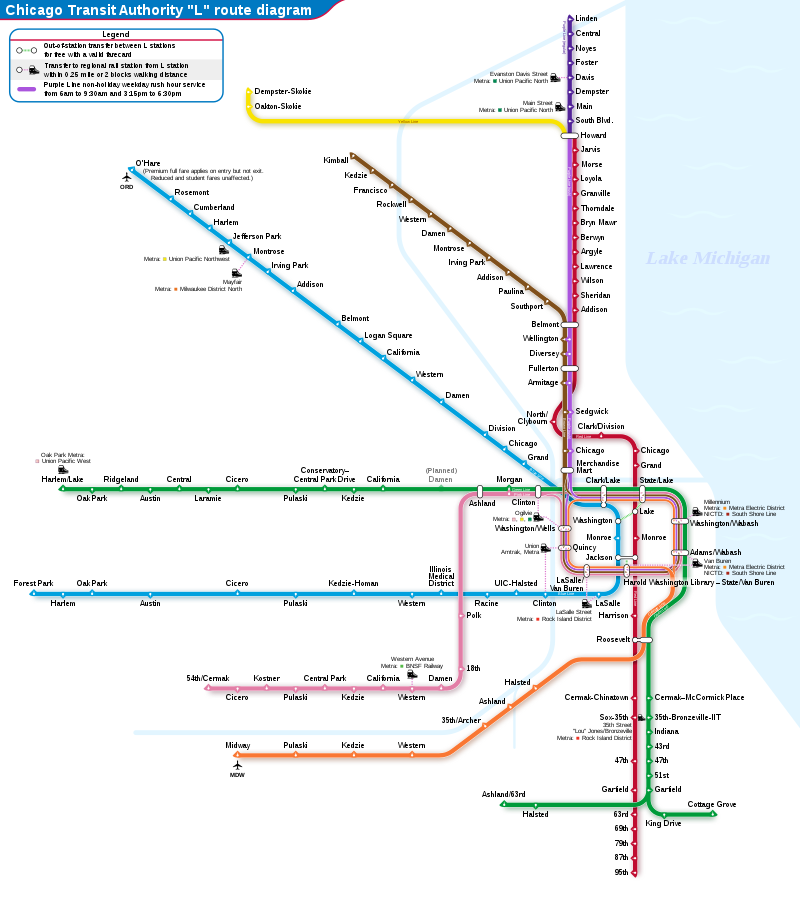 Chicago Transit Authority "L" route diagram
Legend
Out-of-station transfer between L stations
for free with a valid farecard
Transfer to regional rail station from L station
within 0.25 mile or 2 blocks walking distance
Purple Line non-holiday weekday rush hour service
from 6am to 9:30am and 3:15pm to 6:30pm
Linden
Central
Noyes
Foster
Evanston Davis Street
Metra: Union Pacific North
Davis
Dempster
Main Street
Metra: Union Pacific North
Main
South Blvd.
Howard
Dempster-Skokie
Oakton-Skokie
Yellow Line
Jarvis
Morse
Loyola
Granville
Thorndale
Bryn Mawr
Berwyn
Argyle
Lawrence
Wilson
Sheridan
Addison
Lake Michigan
Kimball
Kedzie
Francisco
Rockwell
Western
Damen
Montrose
Irving Park
Addison
Paulina
Southport
O'Hare
(Premium full fare applies on entry but not exit.
Reduced and student fares unaffected.)
ORD
Rosemont
Cumberland
Harlem
Jefferson Park
Metra: Union Pacific Northwest
Montrose
Mayfair
Metra: Milwaukee District North
Irving Park
Addison
Belmont
Logan Square
California
Western
Damen
Division
Chicago
Grand
Belmont
Wellington
Diversey
Fullerton
Armitage
Sedgwick
North/
Clybourn
Clark/Division
Chicago
Merchandise
Mart
Chicago
Grand
Clark/Lake
State/Lake
Oak Park Metra:
Union Pacific West
Harlem/Lake
Oak Park
Ridgeland
Austin
Central
Laramie
Cicero
Pulaski
Conservatory–
Central Park Drive
Kedzie
California
(Planned)
Damen
Ashland
Morgan
Clinton
Ogilvie
Metra:
Washington/Wells
Union
Amtrak, Metra
Quincy
Washington
Monroe
Jackson
Lake
Monroe
Millennium
Metra: Metra Electric District
NICTD: South Shore Line
Washington/Wabash
Adams/Wabash
Van Buren
Metra: Metra Electric District
NICTD: South Shore Line
LaSalle/
Van Buren
Harold Washington Library – State/Van Buren
Forest Park
Harlem
Oak Park
Austin
Cicero
Pulaski
Kedzie-Homan
Western
Illinois
Medical
District
Racine
UIC-Halsted
Clinton
LaSalle
LaSalle Street
Metra: Rock Island District
Harrison
Polk
18th
Roosevelt
Western Avenue
Metra: BNSF Railway
54th/Cermak
Cicero
Kostner
Pulaski
Central Park
Kedzie
California
Western
Damen
Halsted
Ashland
35th/Archer
Midway
MDW
Pulaski
Kedzie
Western
Cermak-Chinatown
Cermak–McCormick Place
Sox-35th
35th Street
"Lou" Jones/Bronzeville
Metra: Rock Island District
35th-Bronzeville-IIT
Indiana
43rd
47th
47th
51st
Garfield
Garfield
Ashland/63rd
Halsted
Cottage Grove
King Drive
63rd
69th
79th
87th
95th